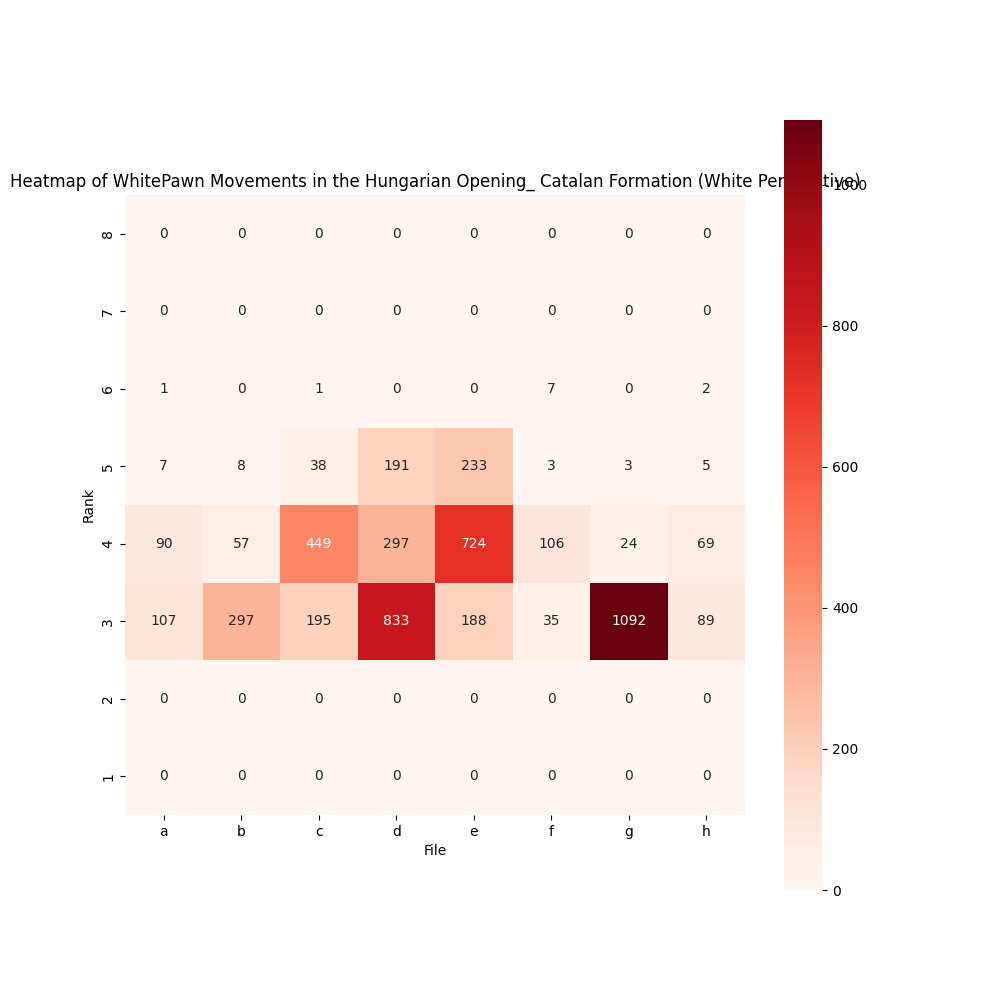 Heatmap of WhitePawn Movements in the Hungarian Opening_ Catalan Formation (White Perspective)
1000
800
600
400
200
0
8 0 0 0 0 0 0 0 0
7 0 0 0 0 0 0 0 0
6 1 0 1 0 0 7 0 2
5 7 8 38 191 233 3 3 5
Rank
4 90 57 449 297 724 106 24 69
3 107 297 195 833 188 35 1092 89
2 0 0 0 0 0 0 0 0
1 0 0 0 0 0 0 0 0
a b c d e f g h
File